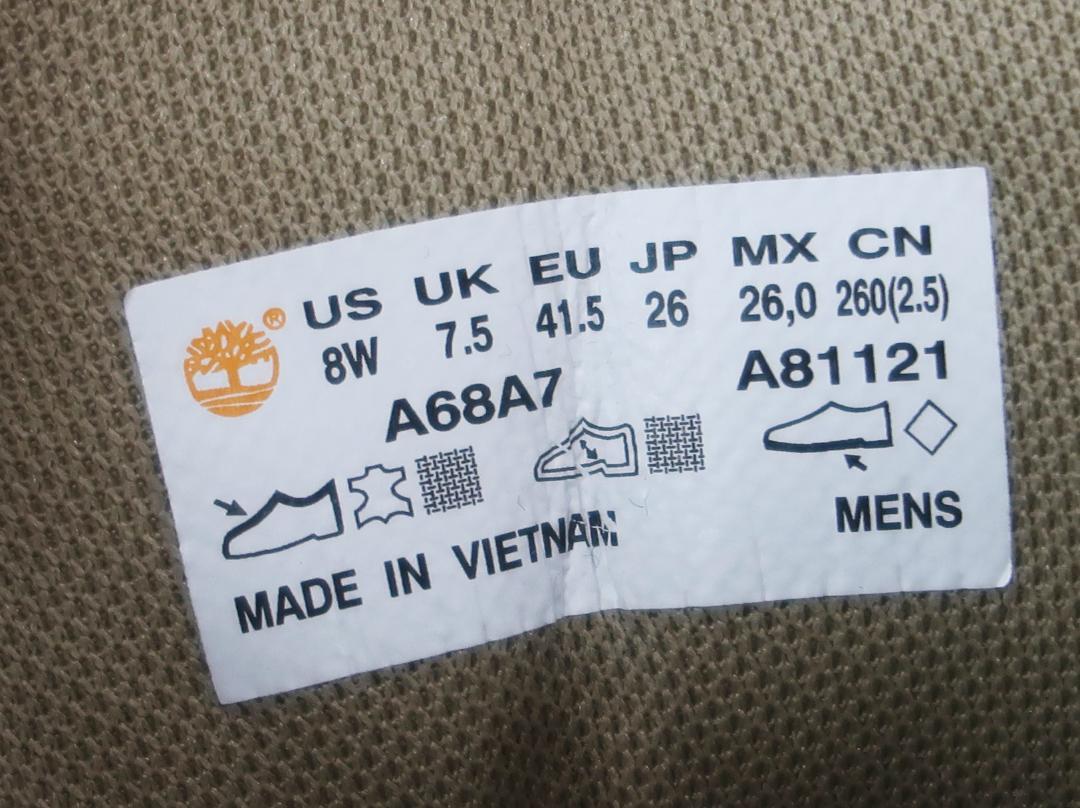 US UK EU JP MX CN
8W 7.5 41.5 26 26,0 260(2.5)
A68A7 A81121
MENS
MADE IN VIETNAM
®